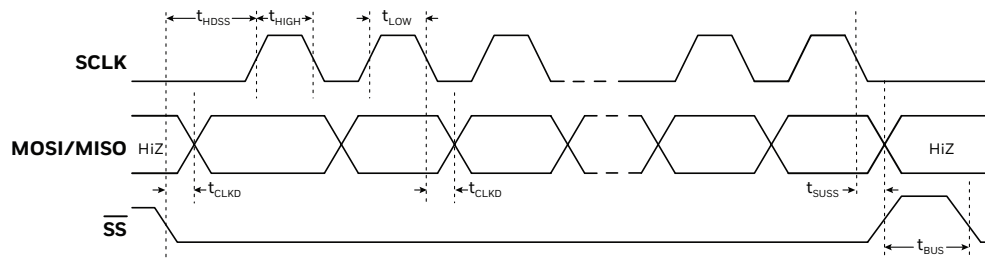 tHDSS
tHIGH
tLOW
SCLK
MOSI/MISO
HiZ
HiZ
tCLKD
tCLKD
tSUSS
SS
tBUS